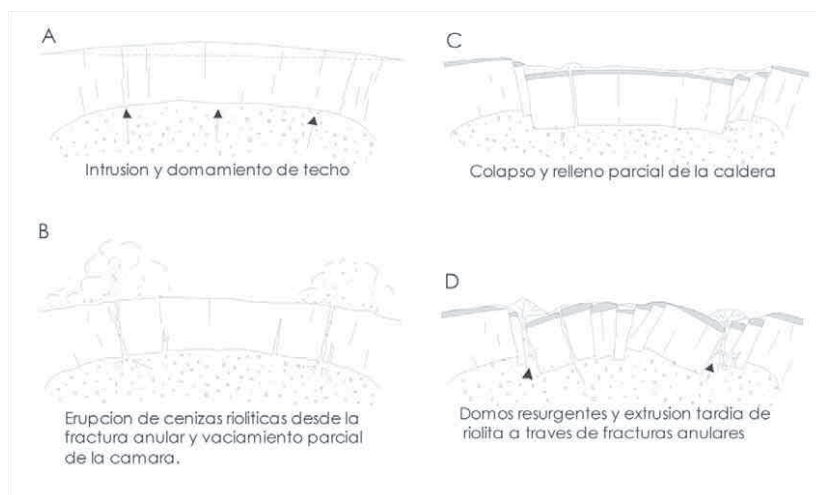 A
Intrusion y domamiento de techo
B
Erupcion de cenizas rioliticas desde la
fractura anular y vaciamiento parcial
de la camara.
C
Colapso y relleno parcial de la caldera
D
Domos resurgentes y extrusion tardia de
riolita a traves de fracturas anulares